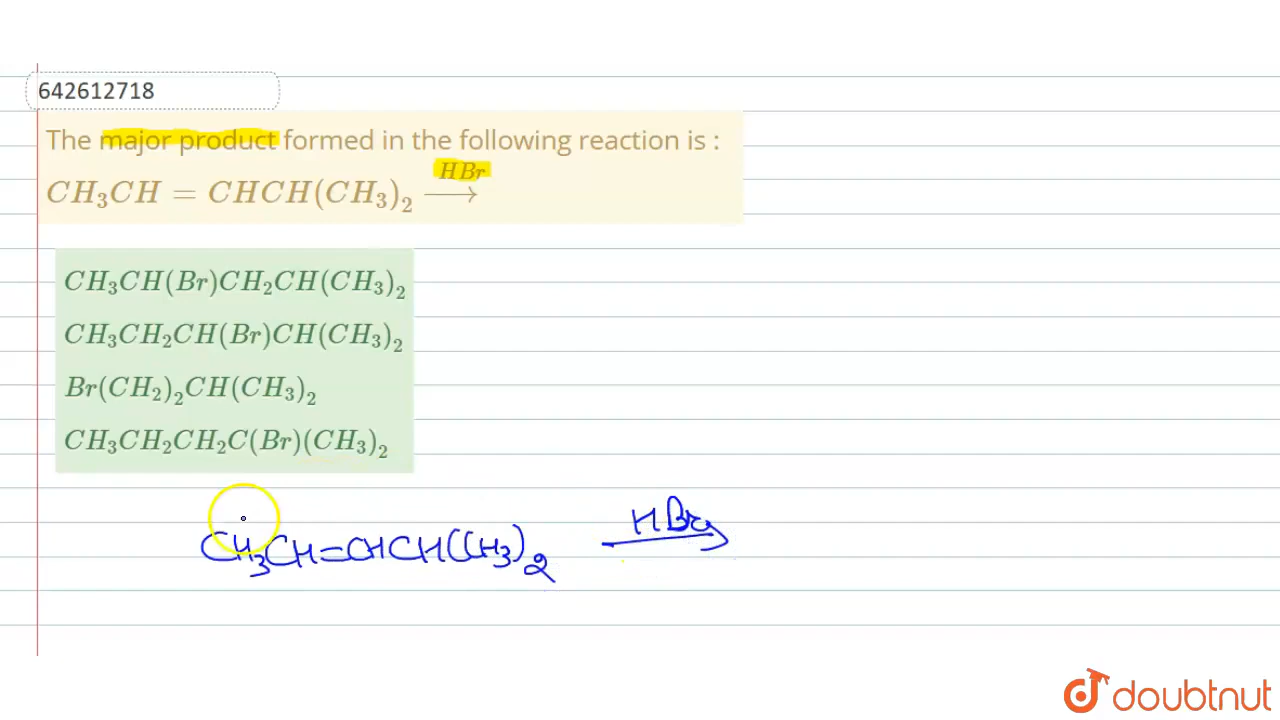 642612718
The major product formed in the following reaction is :
HBr
CH₃CH = CHCH(CH₃)₂ ⟶
CH₃CH(Br)CH₂CH(CH₃)₂
CH₃CH₂CH(Br)CH(CH₃)₂
Br(CH₂)₂CH(CH₃)₂
CH₃CH₂CH₂C(Br)(CH₃)₂
HBr
CH₃CH=CHCH(CH₃)₂ ⟶
doubtnut